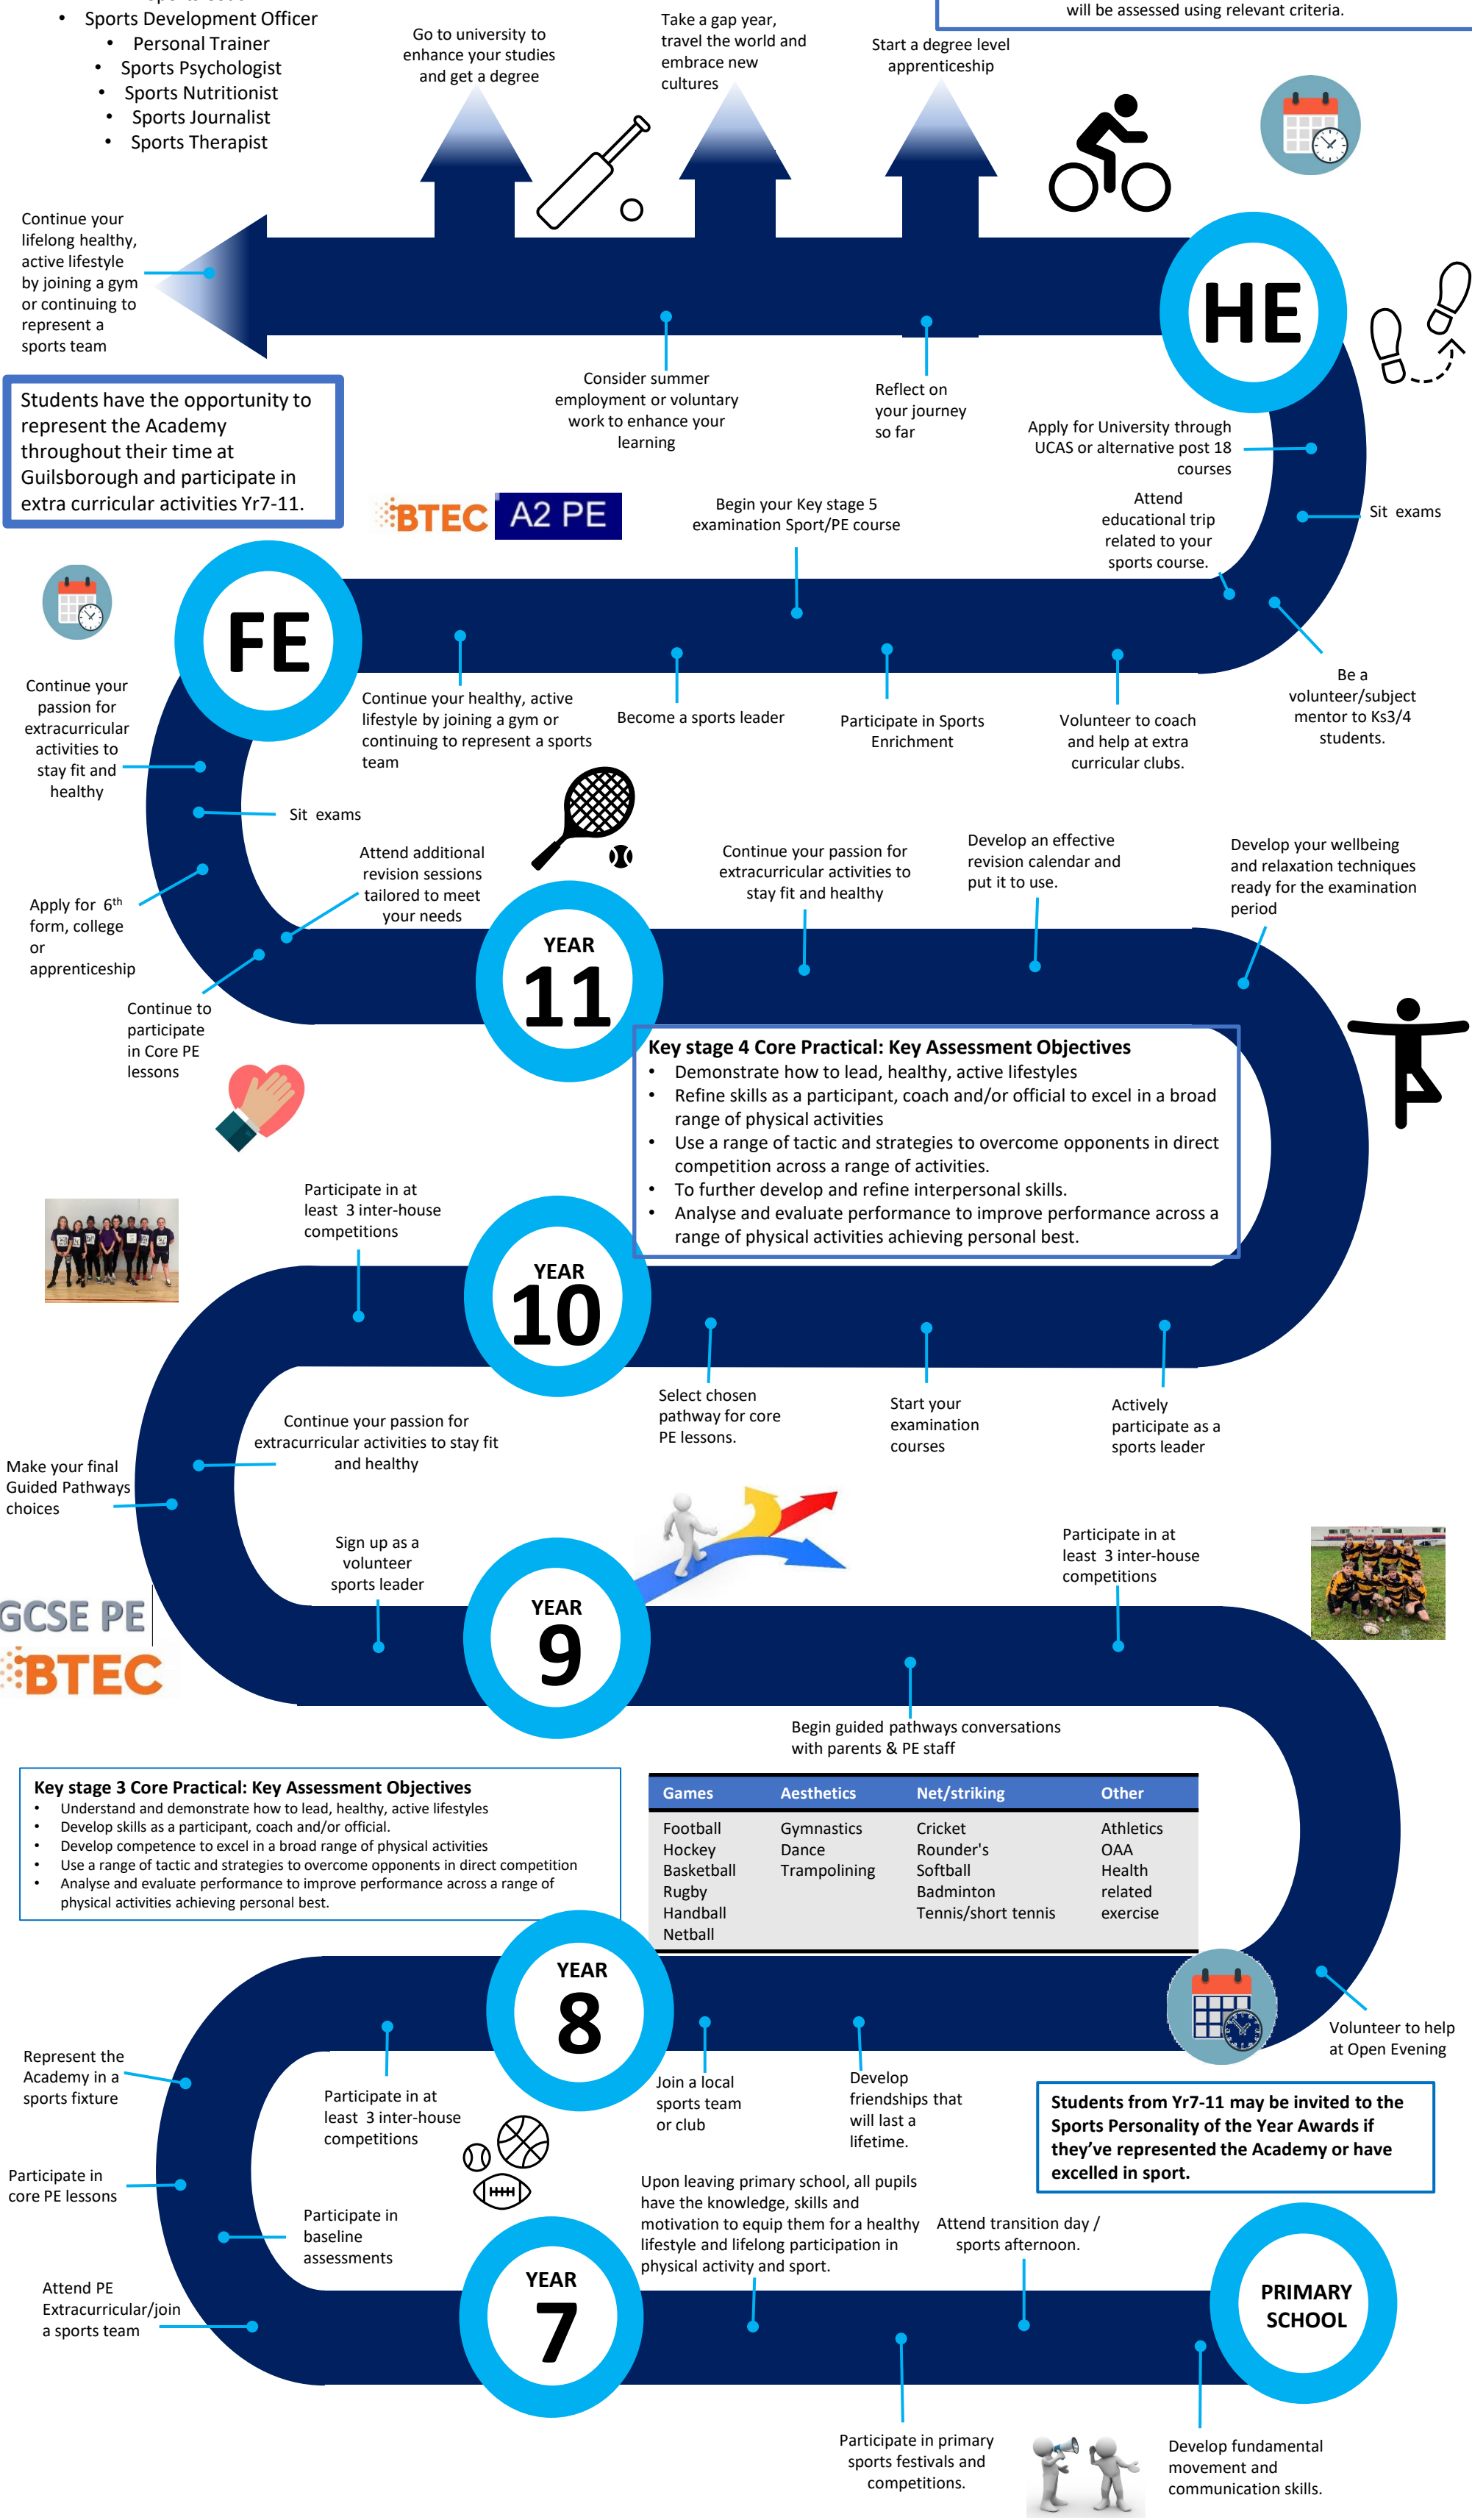 • Sports Development Officer
• Personal Trainer
• Sports Psychologist
• Sports Nutritionist
• Sports Journalist
• Sports Therapist
Go to university to
enhance your studies
and get a degree
Take a gap year,
travel the world and
embrace new
cultures
Start a degree level
apprenticeship
will be assessed using relevant criteria.
Continue your
lifelong healthy,
active lifestyle
by joining a gym
or continuing to
represent a
sports team
HE
Consider summer
employment or voluntary
work to enhance your
learning
Reflect on
your journey
so far
Students have the opportunity to
represent the Academy
throughout their time at
Guilsborough and participate in
extra curricular activities Yr7-11.
Apply for University through
UCAS or alternative post 18
courses
Sit exams
Attend
educational trip
related to your
sports course.
BTEC
A2 PE
Begin your Key stage 5
examination Sport/PE course
FE
Continue your healthy, active
lifestyle by joining a gym or
continuing to represent a sports
team
Become a sports leader
Participate in Sports
Enrichment
Volunteer to coach
and help at extra
curricular clubs.
Be a
volunteer/subject
mentor to Ks3/4
students.
Continue your
passion for
extracurricular
activities to
stay fit and
healthy
Sit exams
Attend additional
revision sessions
tailored to meet
your needs
Apply for 6th
form, college
or
apprenticeship
Continue to
participate
in Core PE
lessons
YEAR
11
Continue your passion for
extracurricular activities to
stay fit and healthy
Develop an effective
revision calendar and
put it to use.
Develop your wellbeing
and relaxation techniques
ready for the examination
period
Key stage 4 Core Practical: Key Assessment Objectives
• Demonstrate how to lead, healthy, active lifestyles
• Refine skills as a participant, coach and/or official to excel in a broad
range of physical activities
• Use a range of tactic and strategies to overcome opponents in direct
competition across a range of activities.
• To further develop and refine interpersonal skills.
• Analyse and evaluate performance to improve performance across a
range of physical activities achieving personal best.
Participate in at
least 3 inter-house
competitions
YEAR
10
Select chosen
pathway for core
PE lessons.
Start your
examination
courses
Actively
participate as a
sports leader
Continue your passion for
extracurricular activities to stay fit
and healthy
Make your final
Guided Pathways
choices
Sign up as a
volunteer
sports leader
GCSE PE
BTEC
YEAR
9
Participate in at
least 3 inter-house
competitions
Begin guided pathways conversations
with parents & PE staff
Key stage 3 Core Practical: Key Assessment Objectives
• Understand and demonstrate how to lead, healthy, active lifestyles
• Develop skills as a participant, coach and/or official.
• Develop competence to excel in a broad range of physical activities
• Use a range of tactic and strategies to overcome opponents in direct competition
• Analyse and evaluate performance to improve performance across a range of
physical activities achieving personal best.
Games Aesthetics Net/striking Other
Football Gymnastics Cricket Athletics
Hockey Dance Rounder's OAA
Basketball Trampolining Softball Health
Rugby Badminton related
Handball Tennis/short tennis exercise
Netball
YEAR
8
Volunteer to help
at Open Evening
Represent the
Academy in a
sports fixture
Participate in at
least 3 inter-house
competitions
Join a local
sports team
or club
Develop
friendships that
will last a
lifetime.
Students from Yr7-11 may be invited to the
Sports Personality of the Year Awards if
they've represented the Academy or have
excelled in sport.
Participate in
core PE lessons
Participate in
baseline
assessments
Attend PE
Extracurricular/join
a sports team
Upon leaving primary school, all pupils
have the knowledge, skills and
motivation to equip them for a healthy
lifestyle and lifelong participation in
physical activity and sport.
Attend transition day /
sports afternoon.
YEAR
7
PRIMARY
SCHOOL
Participate in primary
sports festivals and
competitions.
Develop fundamental
movement and
communication skills.